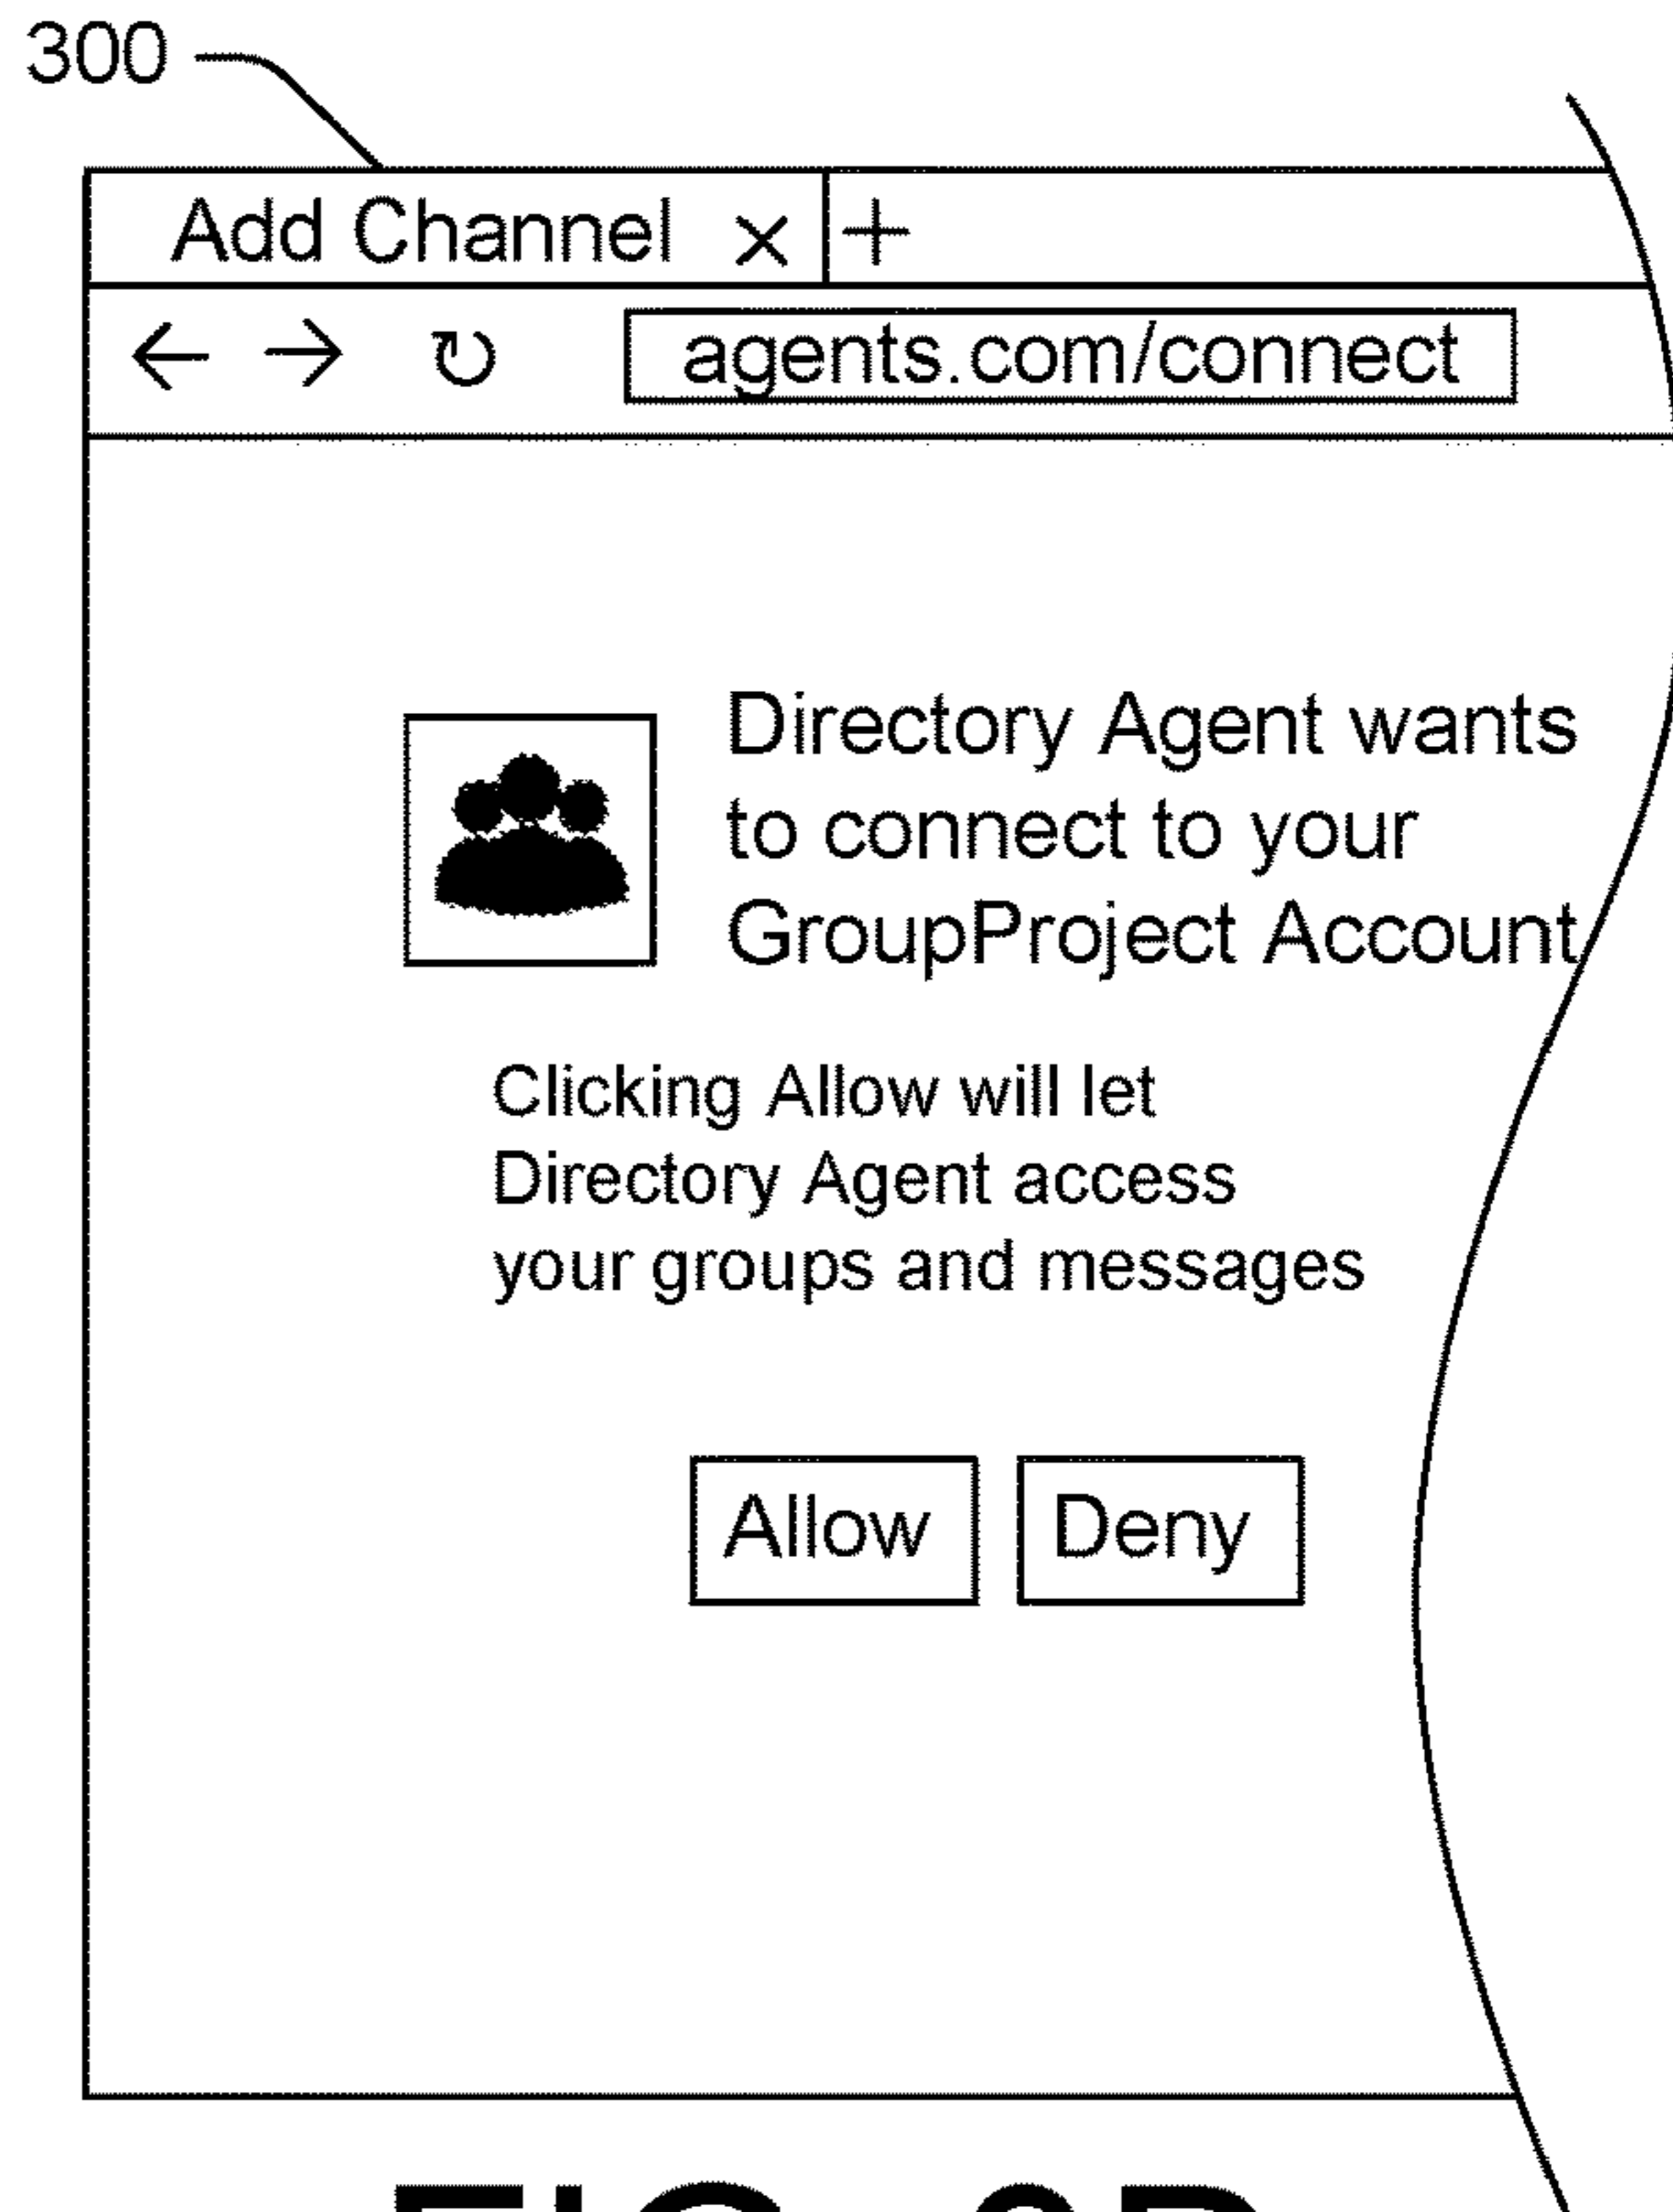 300
Add Channel × +
← → ↻ agents.com/connect
Directory Agent wants
to connect to your
GroupProject Account
Clicking Allow will let
Directory Agent access
your groups and messages
Allow Deny